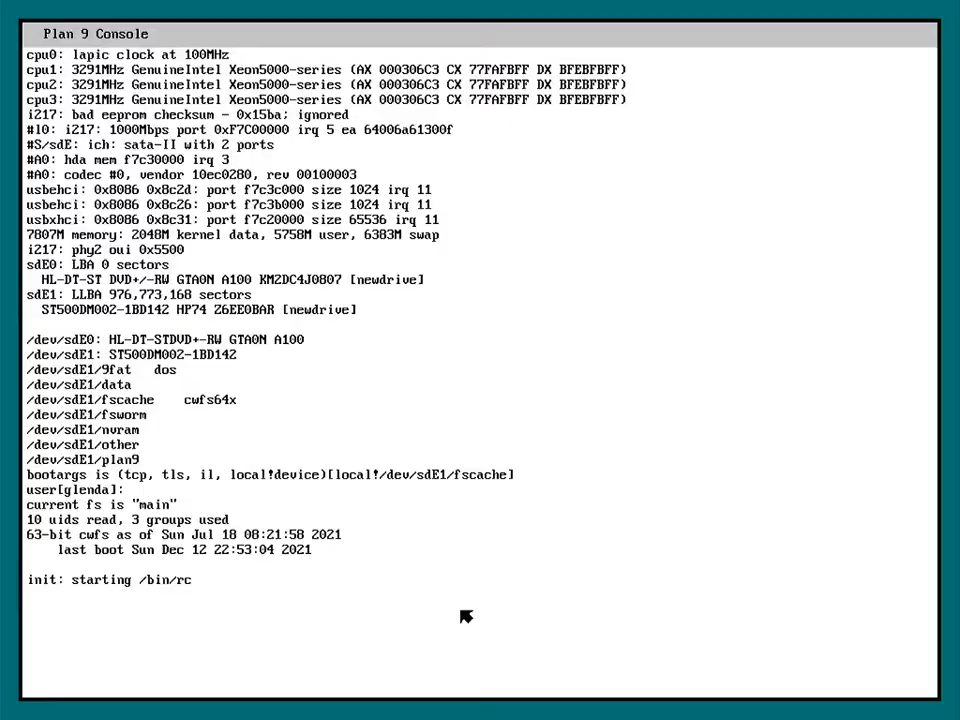 Plan 9 Console
cpu0: lapic clock at 100MHz
cpu1: 3291MHz GenuineIntel Xeon5000-series (AX 000306C3 CX 77FAFBFF DX BFEBFBFF)
cpu2: 3291MHz GenuineIntel Xeon5000-series (AX 000306C3 CX 77FAFBFF DX BFEBFBFF)
cpu3: 3291MHz GenuineIntel Xeon5000-series (AX 000306C3 CX 77FAFBFF DX BFEBFBFF)
i217: bad eeprom checksum - 0x15ba; ignored
#l0: i217: 1000Mbps port 0xF7C00000 irq 5 ea 64006a61300f
#S/sdE: ich: sata-II with 2 ports
#A0: hda mem f7c30000 irq 3
#A0: codec #0, vendor 10ec0280, rev 00100003
usbehci: 0x8086 0x8c2d: port f7c3c000 size 1024 irq 11
usbehci: 0x8086 0x8c26: port f7c3b000 size 1024 irq 11
usbxhci: 0x8086 0x8c31: port f7c20000 size 65536 irq 11
7807M memory: 2048M kernel data, 5758M user, 6383M swap
i217: phy2 oui 0x5500
sdE0: LBA 0 sectors
HL-DT-ST DVD+/-RW GTA0N A100 KM2DC4J0807 [newdrive]
sdE1: LLBA 976,773,168 sectors
ST500DM002-1BD142 HP74 Z6EE0BAR [newdrive]
/dev/sdE0: HL-DT-STDVD+-RW GTA0N A100
/dev/sdE1: ST500DM002-1BD142
/dev/sdE1/9fat dos
/dev/sdE1/data
/dev/sdE1/fscache cwfs64x
/dev/sdE1/fsworm
/dev/sdE1/nvram
/dev/sdE1/other
/dev/sdE1/plan9
bootargs is (tcp, tls, il, local!device)[local!/dev/sdE1/fscache]
user[glenda]:
current fs is "main"
10 uids read, 3 groups used
63-bit cwfs as of Sun Jul 18 08:21:58 2021
last boot Sun Dec 12 22:53:04 2021
init: starting /bin/rc